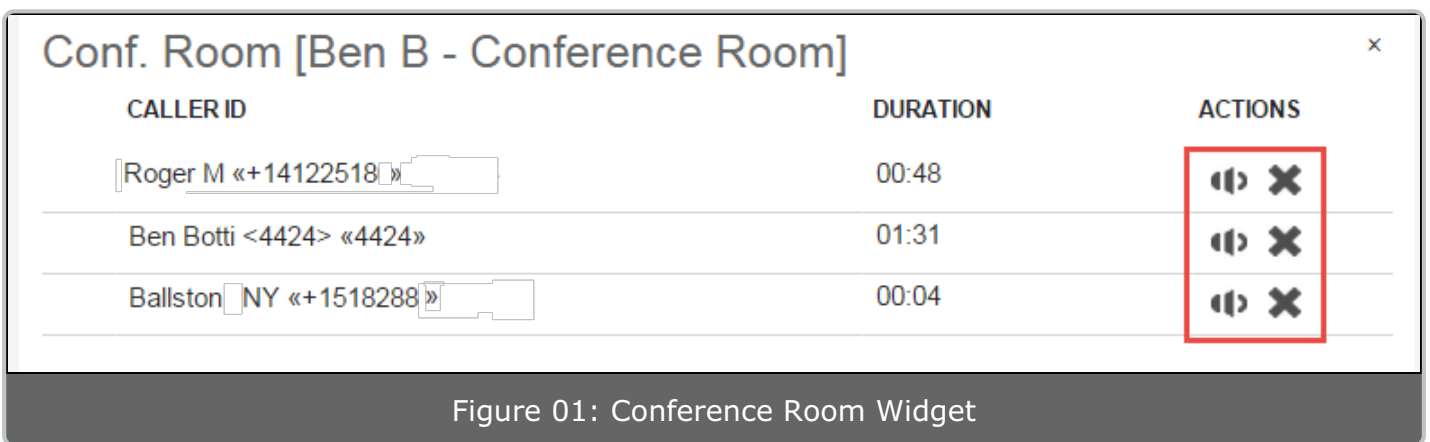 Conf. Room [Ben B - Conference Room] ×
CALLER ID DURATION ACTIONS
Roger M «+14122518 » 00:48
Ben Botti <4424> «4424» 01:31
Ballston NY «+1518288 » 00:04
Figure 01: Conference Room Widget